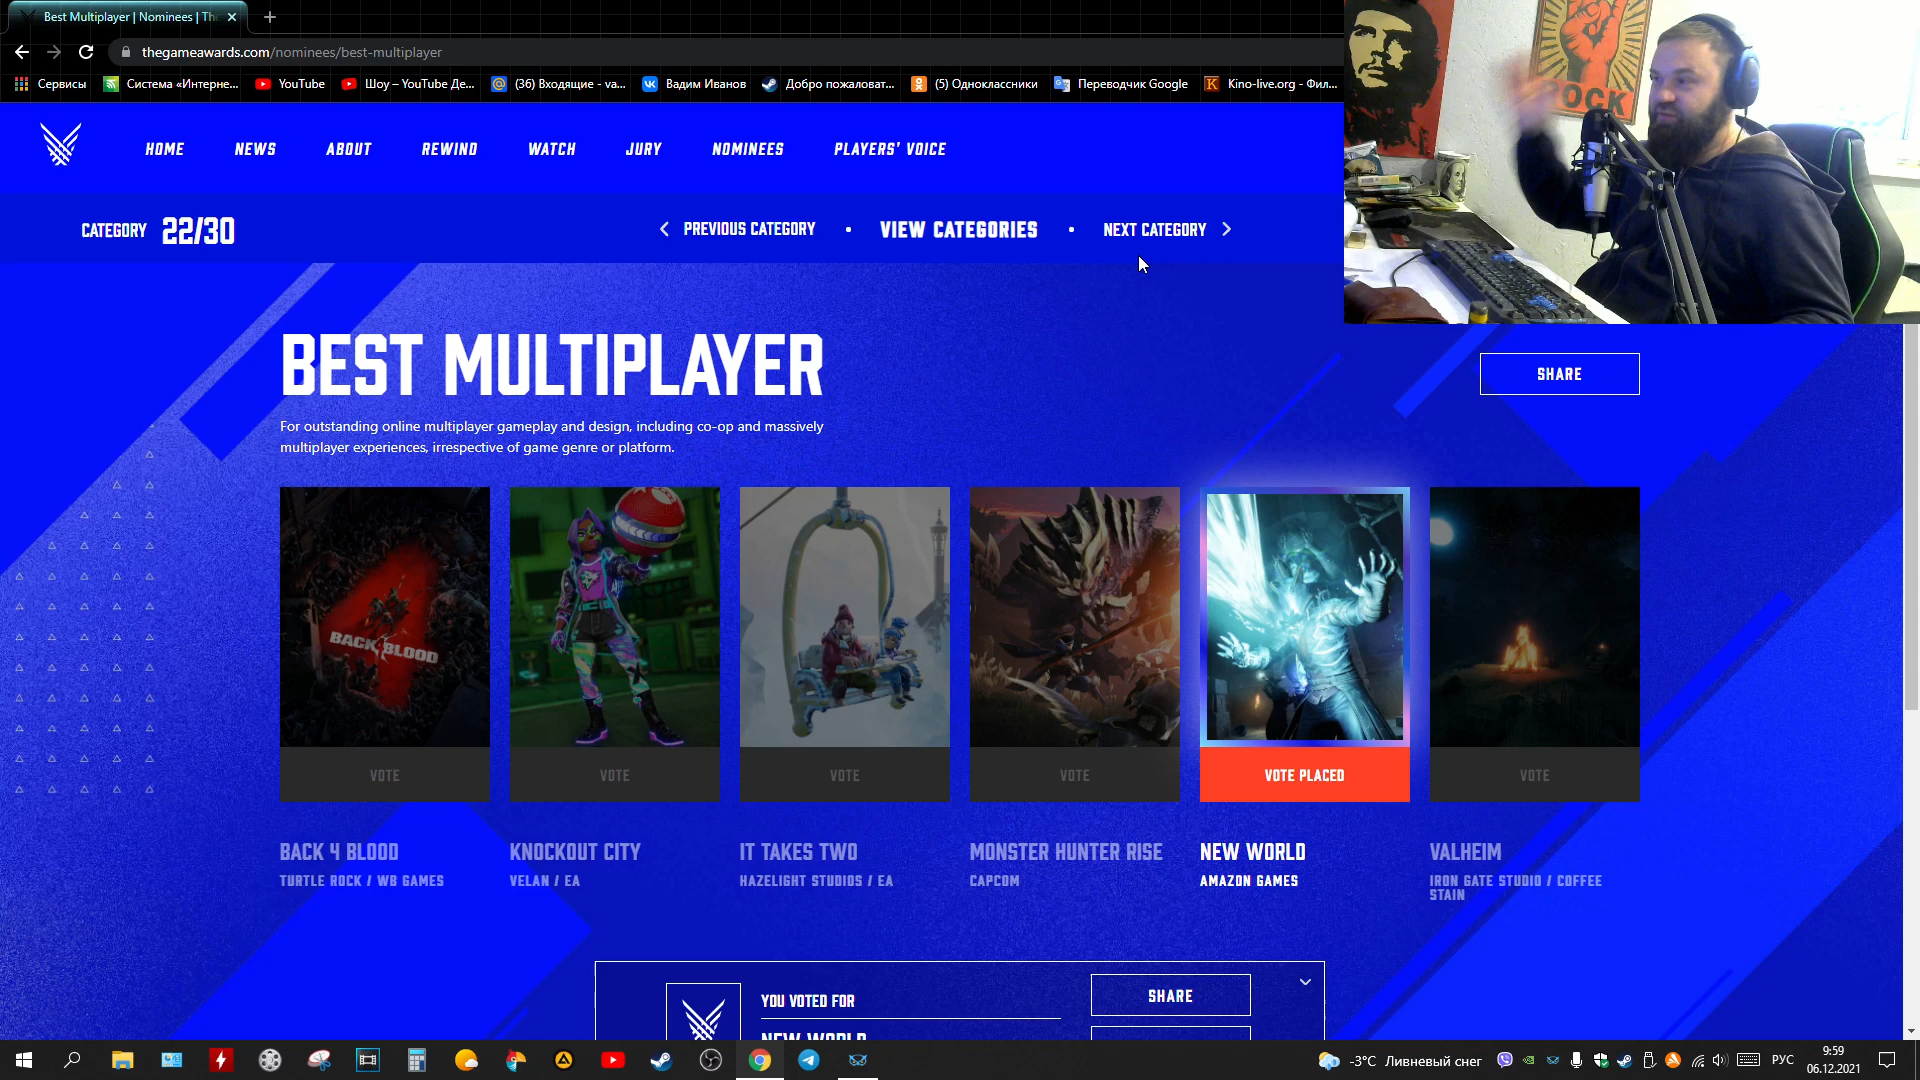 Best Multiplayer | Nominees | Th
thegameawards.com/nominees/best-multiplayer
Сервисы
Система «Интерне...
YouTube
Шоу – YouTube Де...
(36) Входящие - va...
Вадим Иванов
Добро пожаловат...
(5) Одноклассники
Переводчик Google
Kino-live.org - Фил...
ROCK
HOME
NEWS
ABOUT
REWIND
WATCH
JURY
NOMINEES
PLAYERS' VOICE
CATEGORY 22/30
PREVIOUS CATEGORY
VIEW CATEGORIES
NEXT CATEGORY
BEST MULTIPLAYER
SHARE
For outstanding online multiplayer gameplay and design, including co-op and massively
multiplayer experiences, irrespective of game genre or platform.
BACK 4 BLOOD
VOTE
VOTE
VOTE
VOTE
VOTE PLACED
VOTE
BACK 4 BLOOD
TURTLE ROCK / WB GAMES
KNOCKOUT CITY
VELAN / EA
IT TAKES TWO
HAZELIGHT STUDIOS / EA
MONSTER HUNTER RISE
CAPCOM
NEW WORLD
AMAZON GAMES
VALHEIM
IRON GATE STUDIO / COFFEE
STAIN
YOU VOTED FOR
NEW WORLD
SHARE
-3°C Ливневый снег
РУС
9:59
06.12.2021